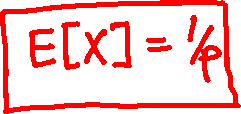 E[X] = 1/p